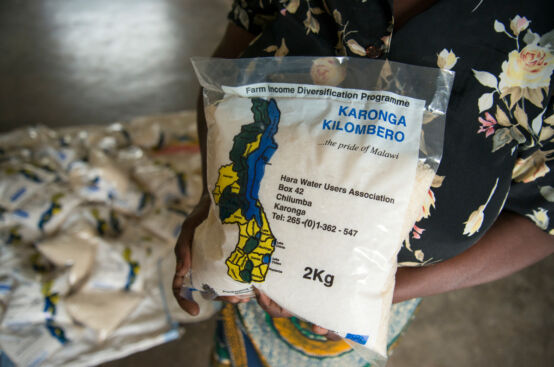 Farm Income Diversification Programme
KARONGA
KILOMBERO
...the pride of Malawi
Hara Water Users Association
Box 42
Chilumba
Karonga
Tel: 265-(0)1-362 - 547
2Kg